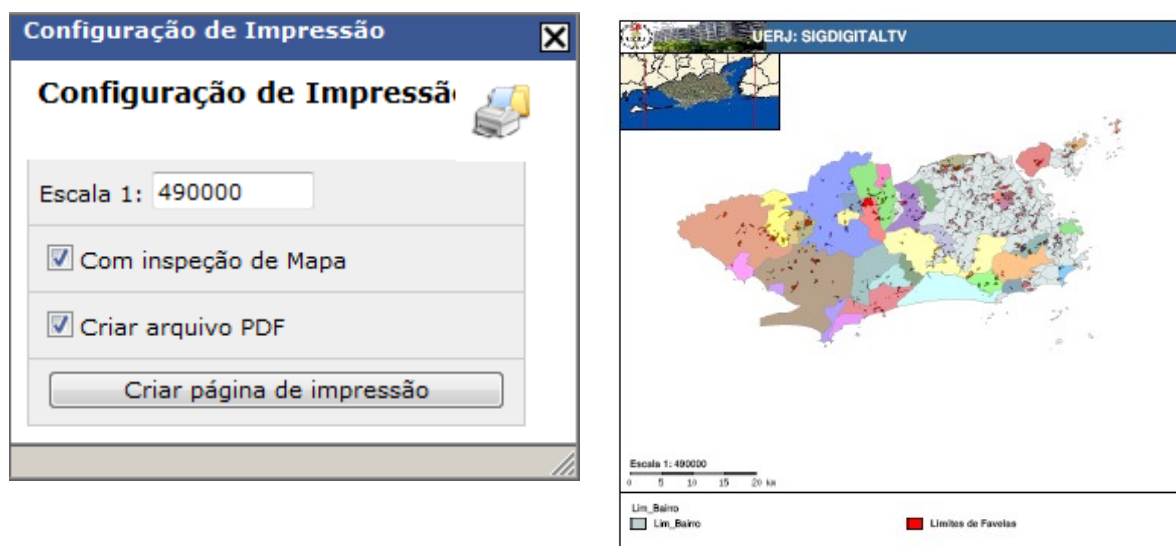 Configuração de Impressão
Configuração de Impressã
Escala 1: 490000
Com inspeção de Mapa
Criar arquivo PDF
Criar página de impressão
UERJ: SIGDIGITALTV
Escala 1: 490000
0 5 10 15 20 km
Lim_Bairro
Lim_Bairro
Limites de Favelas